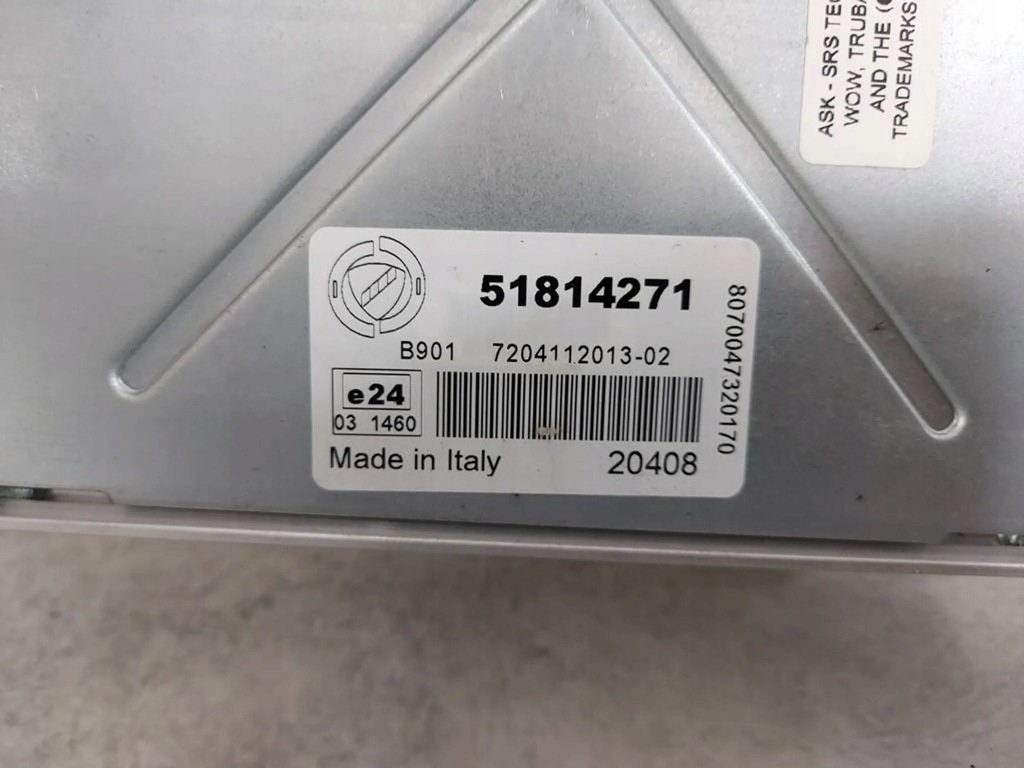 ASK - SRS TEC
WOW, TRUBA
AND THE (
TRADEMARKS
51814271
B901 7204112013-02
e24
03 1460
Made in Italy 20408
8070047320170